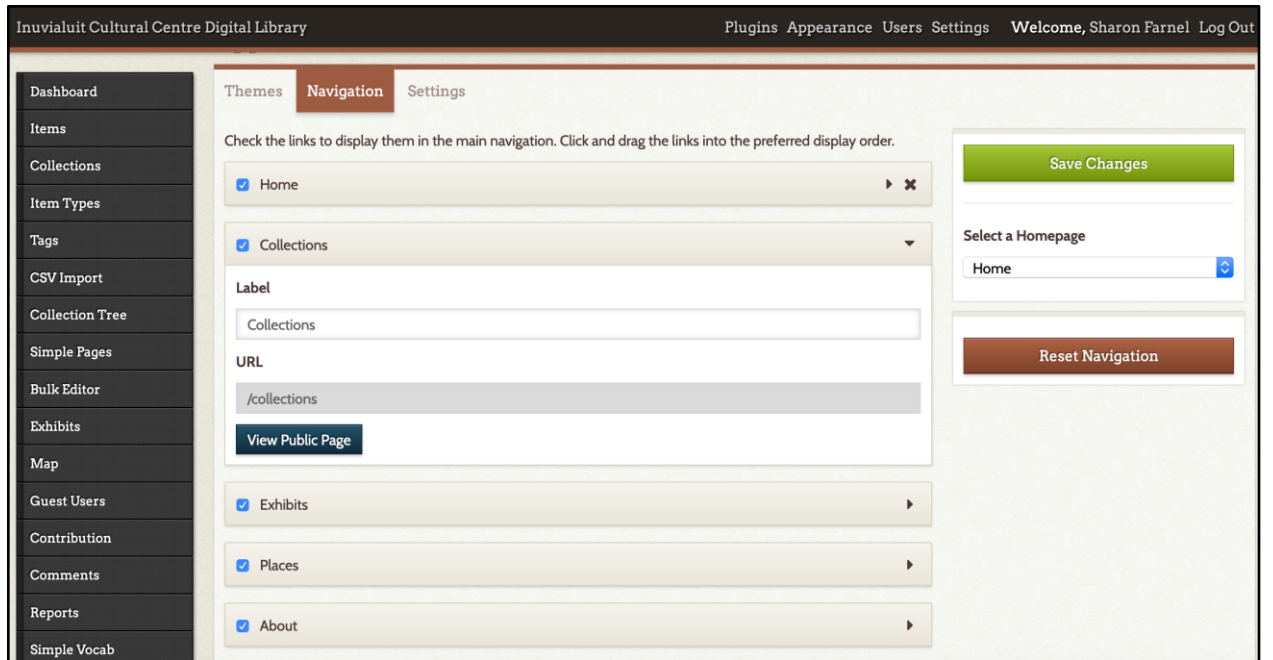 Inuvialuit Cultural Centre Digital Library
Plugins Appearance Users Settings Welcome, Sharon Farnel Log Out
Dashboard
Items
Collections
Item Types
Tags
CSV Import
Collection Tree
Simple Pages
Bulk Editor
Exhibits
Map
Guest Users
Contribution
Comments
Reports
Simple Vocab
Themes Navigation Settings
Check the links to display them in the main navigation. Click and drag the links into the preferred display order.
Home
Collections
Label
Collections
URL
/collections
View Public Page
Exhibits
Places
About
Save Changes
Select a Homepage
Home
Reset Navigation